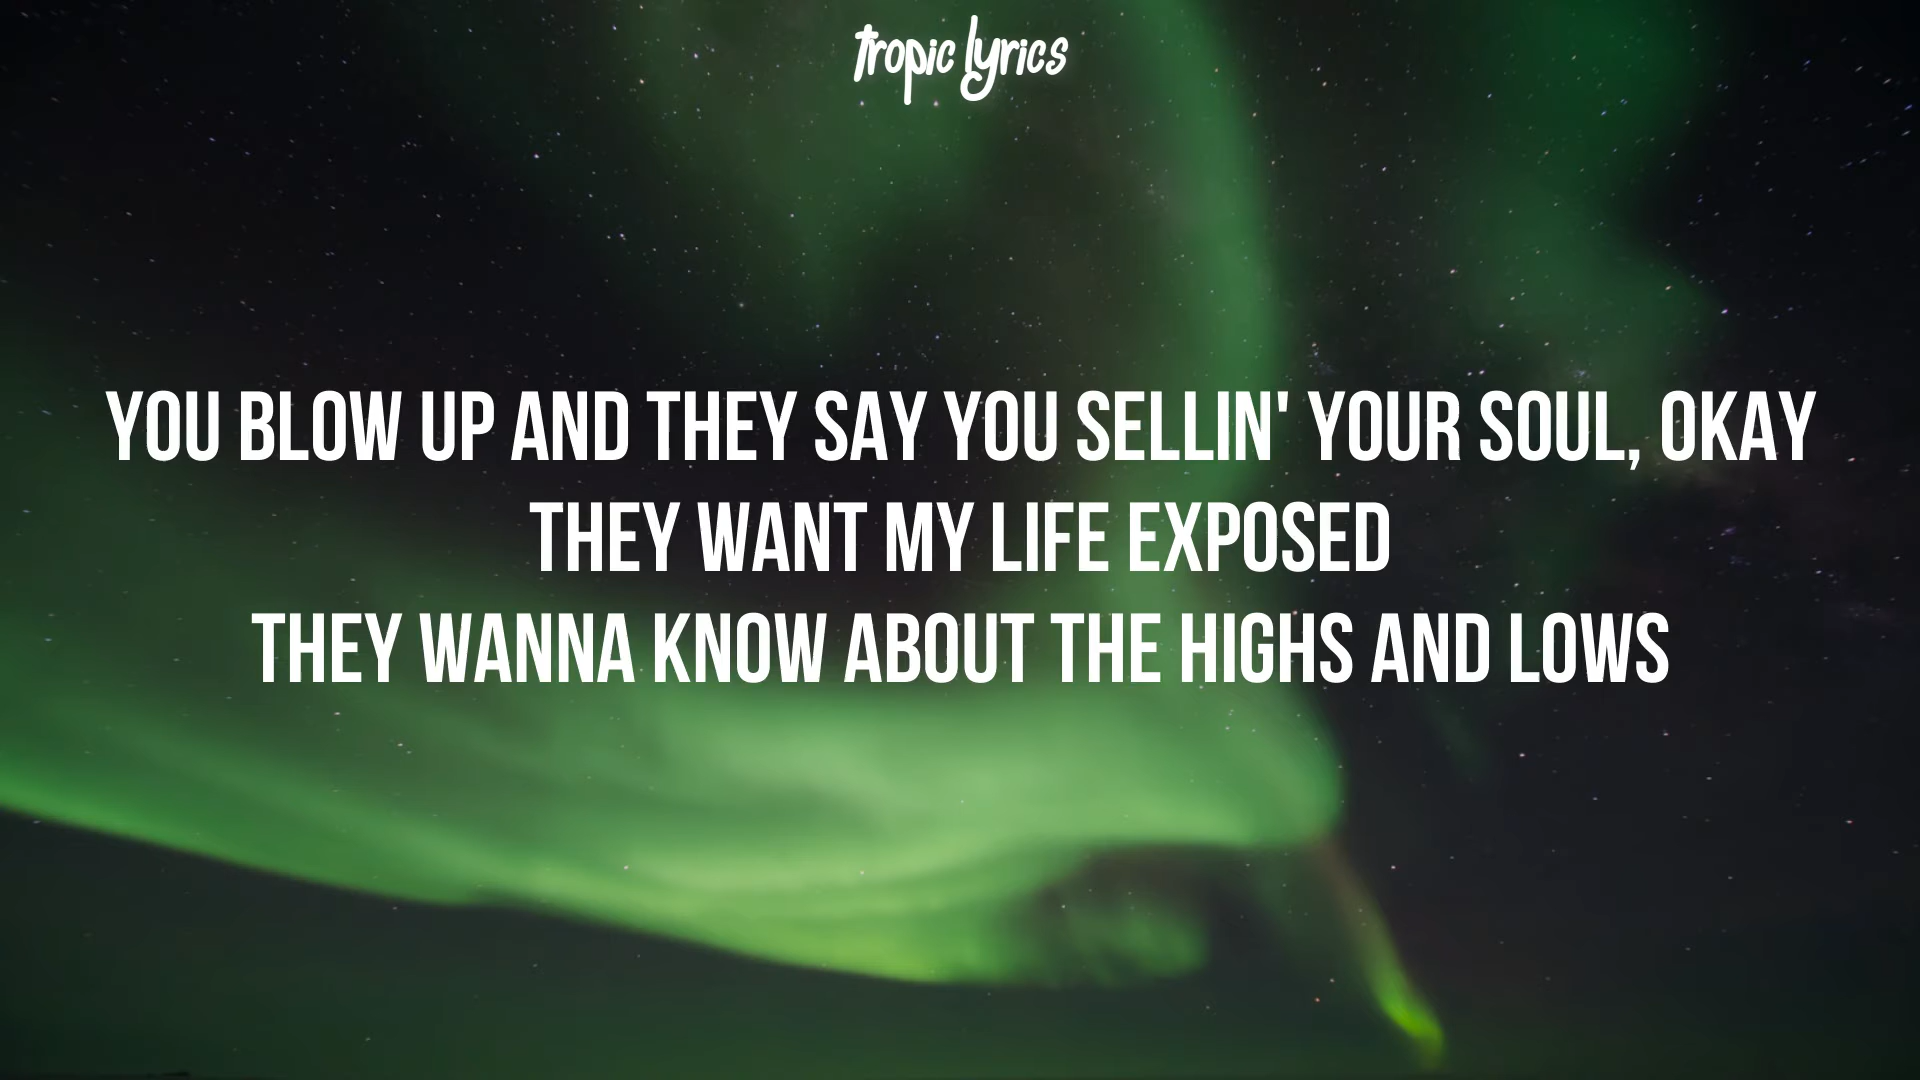 tropic lyrics
YOU BLOW UP AND THEY SAY YOU SELLIN' YOUR SOUL, OKAY
THEY WANT MY LIFE EXPOSED
THEY WANNA KNOW ABOUT THE HIGHS AND LOWS